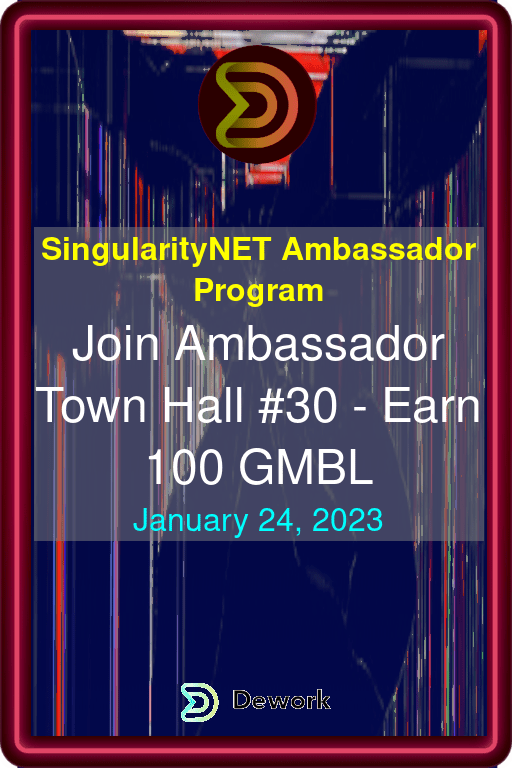 SingularityNET Ambassador
Program
Join Ambassador
Town Hall #30 - Earn
100 GMBL
January 24, 2023
Dework